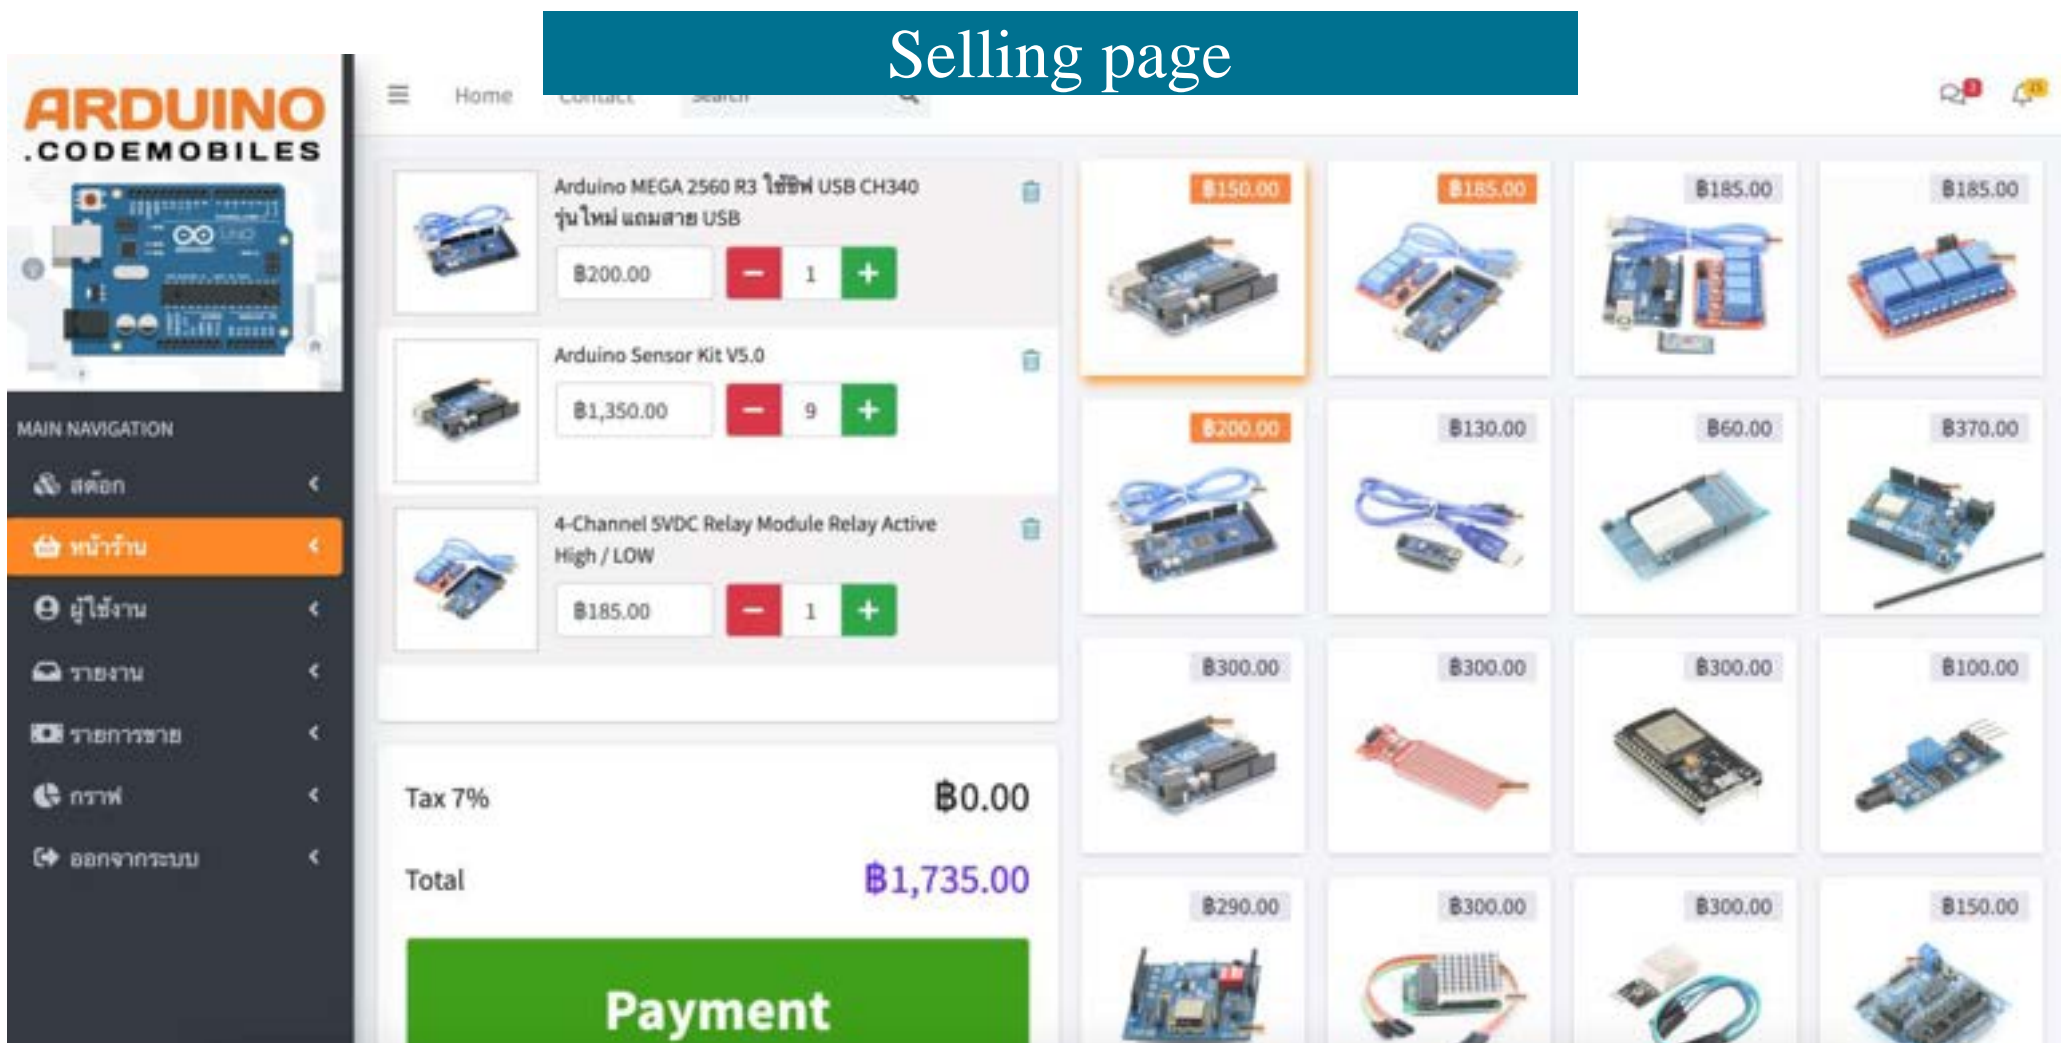 Selling page
ARDUINO
.CODEMOBILES
UNO
Home Contact Search
3 15
MAIN NAVIGATION
สต๊อก
หน้าร้าน
ผู้ใช้งาน
รายงาน
รายการขาย
กราฟ
ออกจากระบบ
Arduino MEGA 2560 R3 ใช้ชิฟ USB CH340
รุ่นใหม่ แถมสาย USB
฿200.00 1
Arduino Sensor Kit V5.0
฿1,350.00 9
4-Channel 5VDC Relay Module Relay Active
High / LOW
฿185.00 1
Tax 7% ฿0.00
Total ฿1,735.00
Payment
฿150.00 ฿185.00 ฿185.00 ฿185.00
฿200.00 ฿130.00 ฿60.00 ฿370.00
฿300.00 ฿300.00 ฿300.00 ฿100.00
฿290.00 ฿300.00 ฿300.00 ฿150.00